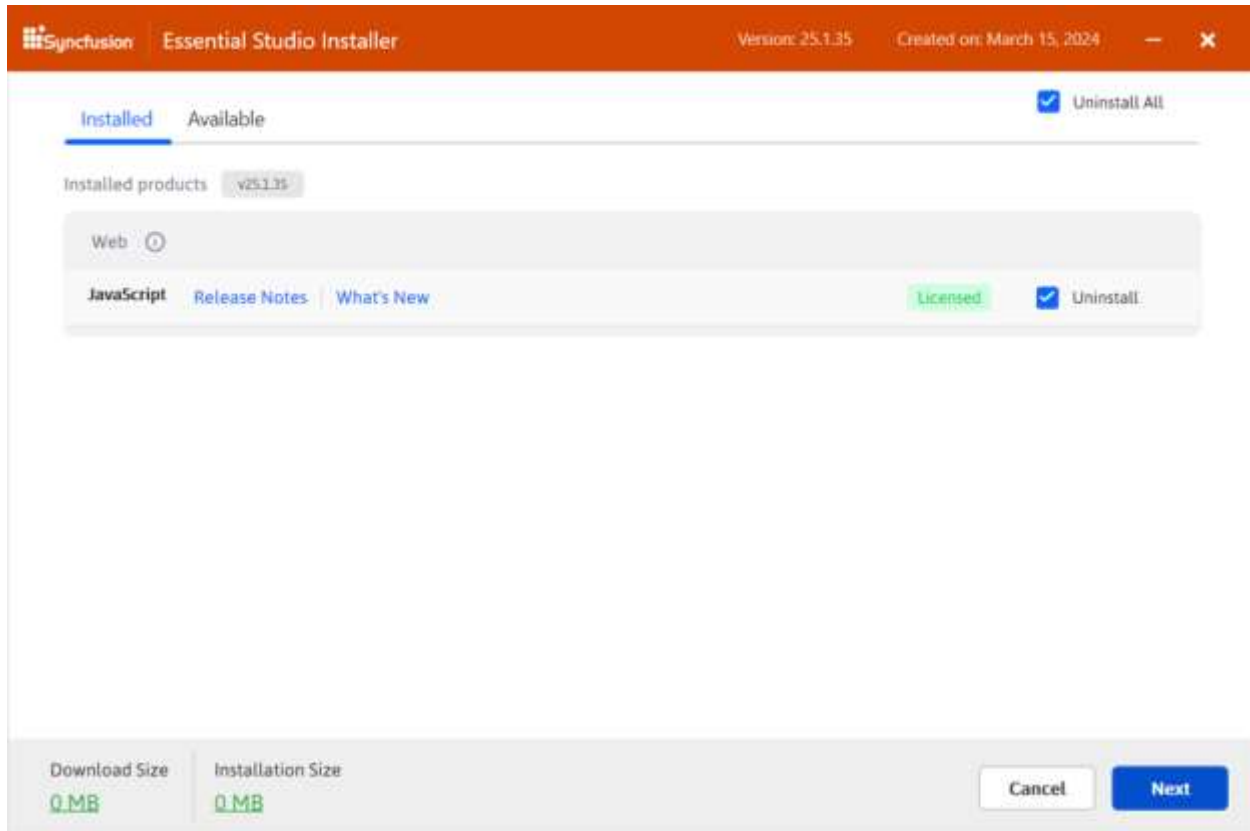 Syncfusion Essential Studio Installer Version: 25.1.35 Created on: March 15, 2024
Uninstall All
Installed Available
Installed products v25.1.35
Web
JavaScript Release Notes What's New Licensed Uninstall
Download Size Installation Size
0 MB 0 MB
Cancel Next